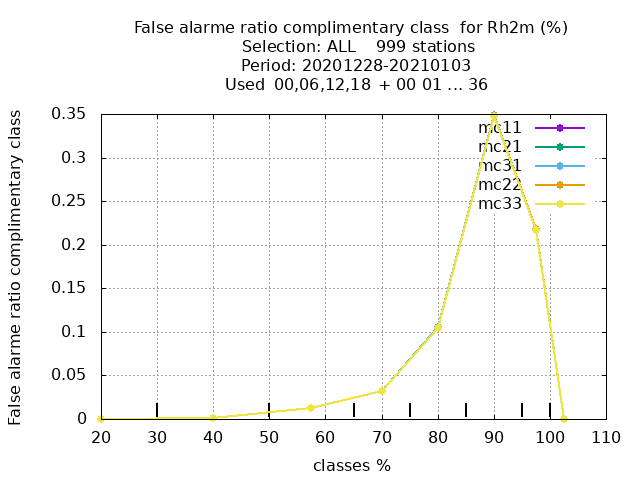 False alarme ratio complimentary class for Rh2m (%)
Selection: ALL 999 stations
Period: 20201228-20210103
Used 00,06,12,18 + 00 01 ... 36
False alarme ratio complimentary class
0.35
0.3
0.25
0.2
0.15
0.1
0.05
0
mc11
mc21
mc31
mc22
mc33
20 30 40 50 60 70 80 90 100 110
classes %